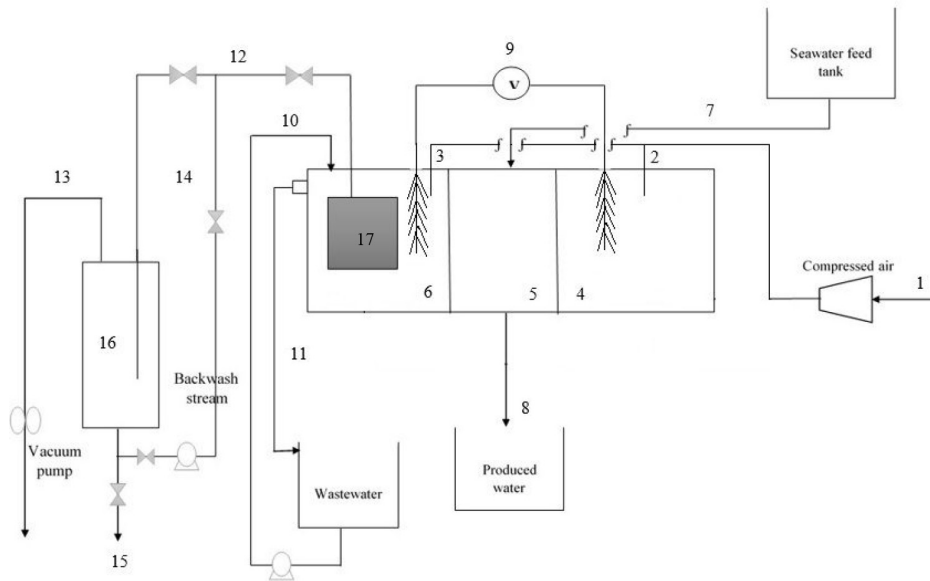 9
Seawater feed
tank
12
7
10
3
2
13
14
17
Compressed air
1
6
5
4
16
11
Backwash
stream
8
Vacuum
pump
Wastewater
Produced
water
15
V